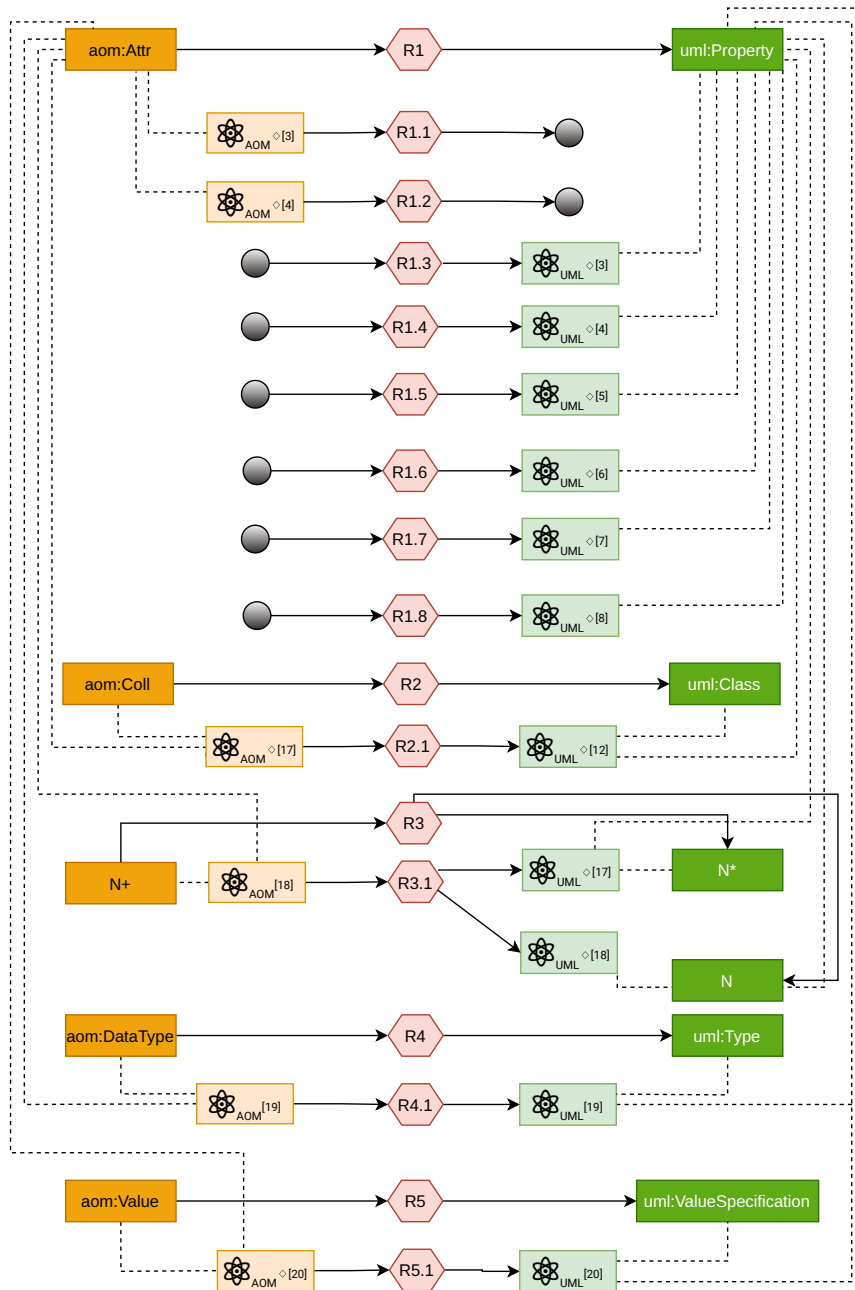 aom:Attr R1 uml:Property
AOM ◇[3] R1.1
AOM ◇[4] R1.2
R1.3 UML ◇[3]
R1.4 UML ◇[4]
R1.5 UML ◇[5]
R1.6 UML ◇[6]
R1.7 UML ◇[7]
R1.8 UML ◇[8]
aom:Coll R2 uml:Class
AOM ◇[17] R2.1 UML ◇[12]
R3
N+ AOM[18] R3.1 UML ◇[17] N*
UML ◇[18]
N
aom:DataType R4 uml:Type
AOM[19] R4.1 UML[19]
aom:Value R5 uml:ValueSpecification
AOM ◇[20] R5.1 UML[20]